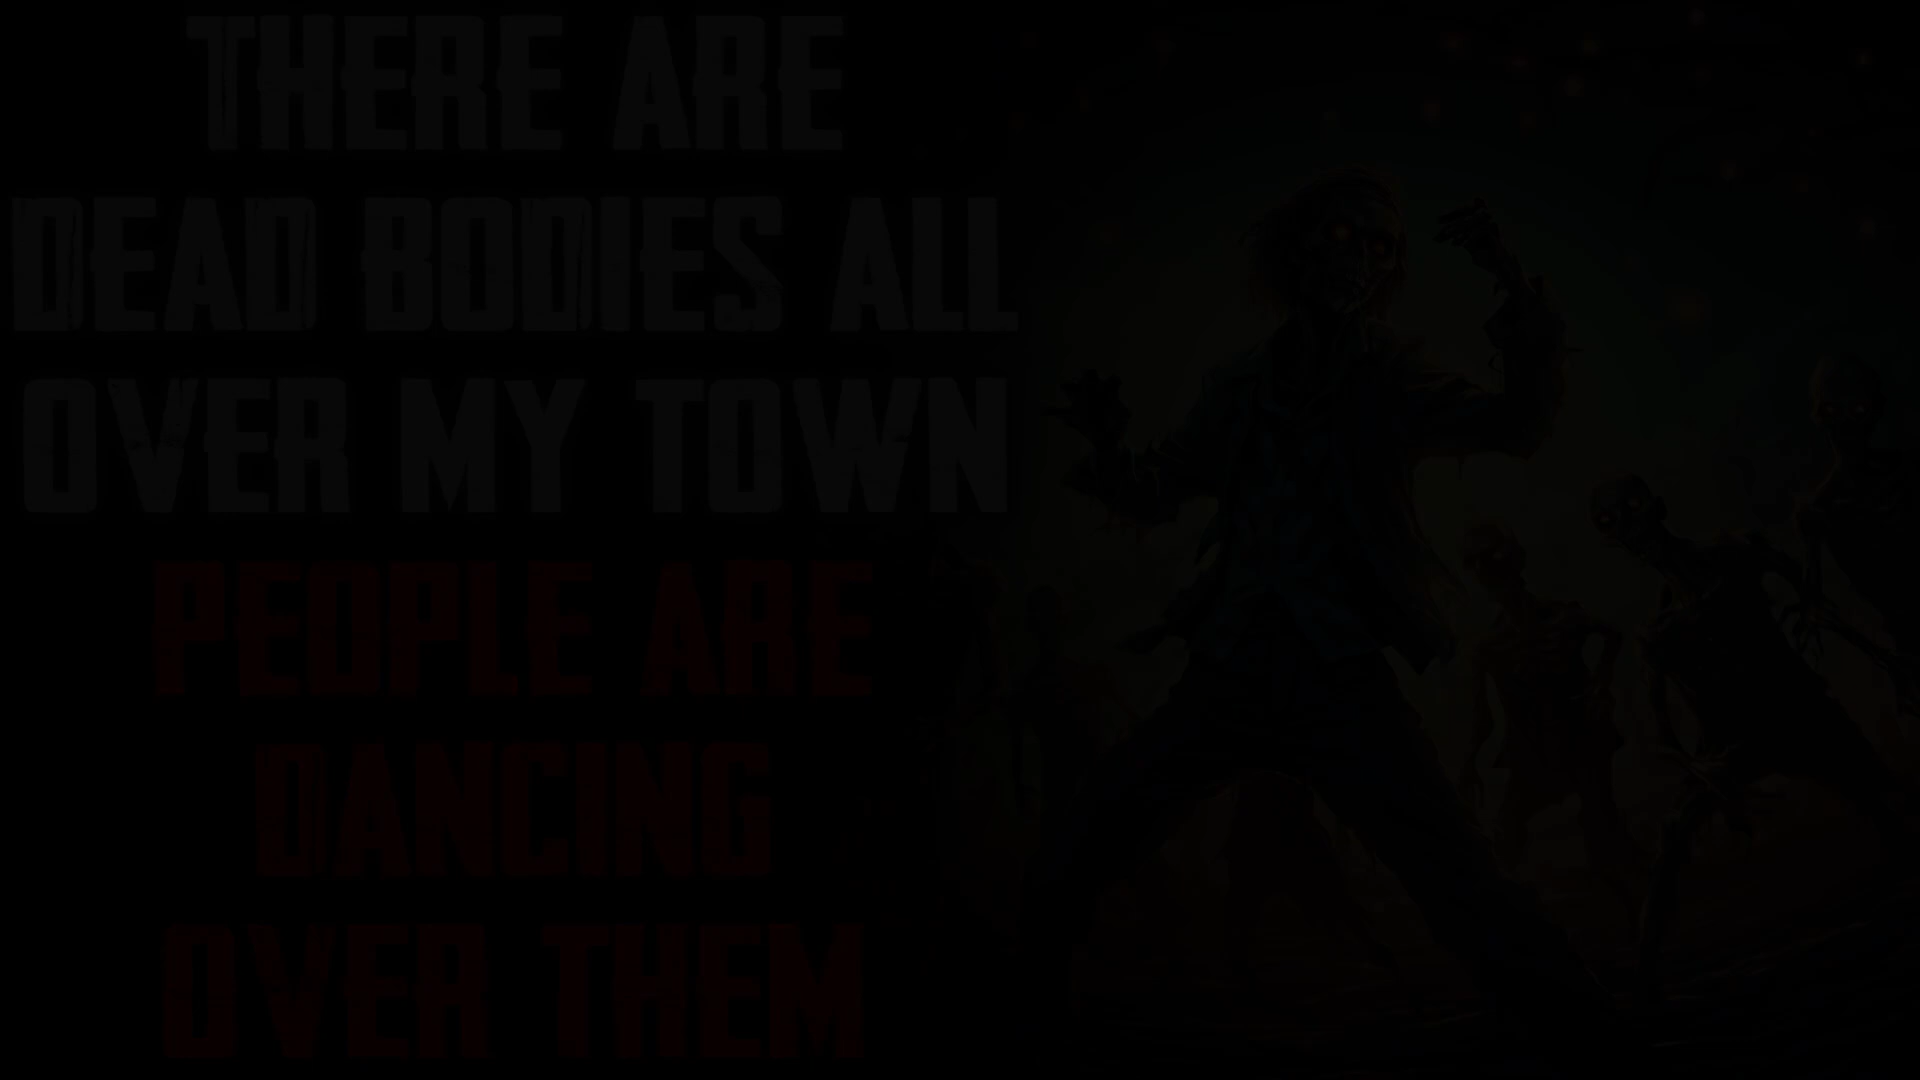 THERE ARE
DEAD BODIES ALL
OVER MY TOWN
PEOPLE ARE
DANCING
OVER THEM